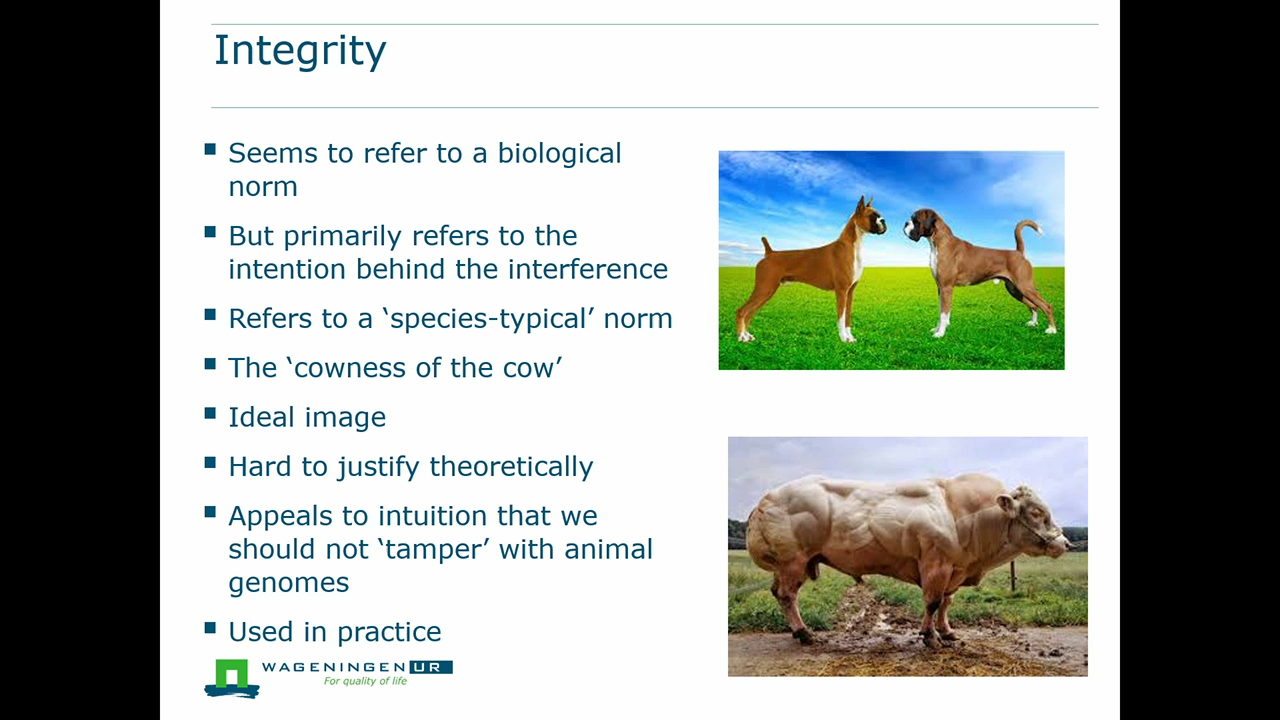 Integrity
Seems to refer to a biological
norm
But primarily refers to the
intention behind the interference
Refers to a ‘species-typical’ norm
The ‘cowness of the cow’
Ideal image
Hard to justify theoretically
Appeals to intuition that we
should not ‘tamper’ with animal
genomes
Used in practice
WAGENINGEN UR
For quality of life